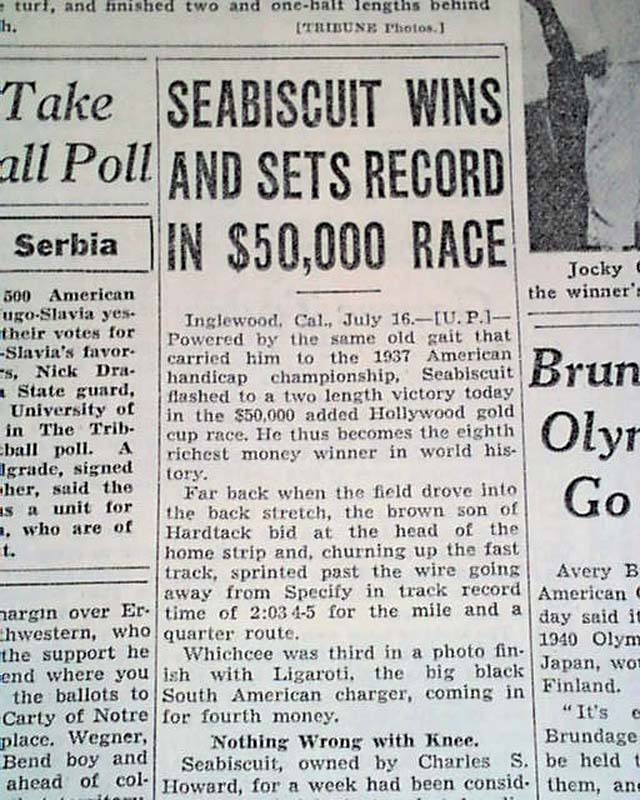 turf, and finished two and one-half lengths behind
h.
[TRIBUNE Photos.]
Take
all Poll
Serbia
500 American
ugo-Slavia yes-
their votes for
-Slavia's favor-
s, Nick Dra-
State guard,
University of
in The Trib-
ball poll. A
lgrade, signed
her, said the
as a unit for
, who are of
t.
margin over Er-
hwestern, who
the support he
end where you
the ballots to
Carty of Notre
place. Wegner,
Bend boy and
ahead of col-
SEABISCUIT WINS
AND SETS RECORD
IN $50,000 RACE
Inglewood, Cal., July 16.—[U. P.]—
Powered by the same old gait that
carried him to the 1937 American
handicap championship, Seabiscuit
flashed to a two length victory today
in the $50,000 added Hollywood gold
cup race. He thus becomes the eighth
richest money winner in world his-
tory.
Far back when the field drove into
the back stretch, the brown son of
Hardtack bid at the head of the
home strip and, churning up the fast
track, sprinted past the wire going
away from Specify in track record
time of 2:03 4-5 for the mile and a
quarter route.
Whichcee was third in a photo fin-
ish with Ligaroti, the big black
South American charger, coming in
for fourth money.
Nothing Wrong with Knee.
Seabiscuit, owned by Charles S.
Howard, for a week had been consid-
Jocky
the winner's
Brun
Olyn
Go
Avery B
American
day said it
1940 Olym
Japan, wou
Finland.
"It's e
Brundage
be held
them, an